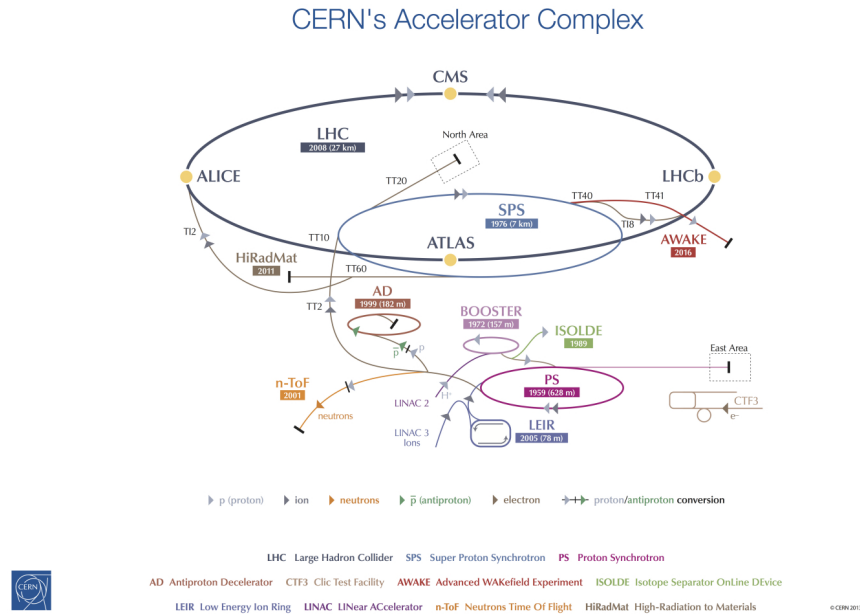 CERN's Accelerator Complex
CMS
LHC
2008 (27 km)
North Area
ALICE
LHCb
TT20
TT40
TT41
SPS
1976 (7 km)
TI2
TT10
TI8
ATLAS
AWAKE
2016
HiRadMat
2011
TT60
AD
1999 (182 m)
TT2
BOOSTER
1972 (157 m)
ISOLDE
1989
p̅
p
East Area
n-ToF
2001
PS
1959 (628 m)
LINAC 2
neutrons
CTF3
e⁻
LINAC 3
Ions
LEIR
2005 (78 m)
p (proton)
ion
neutrons
p̅ (antiproton)
electron
proton/antiproton conversion
LHC Large Hadron Collider SPS Super Proton Synchrotron PS Proton Synchrotron
AD Antiproton Decelerator CTF3 Clic Test Facility AWAKE Advanced WAKefield Experiment ISOLDE Isotope Separator OnLine DEvice
LEIR Low Energy Ion Ring LINAC LINear ACcelerator n-ToF Neutrons Time Of Flight HiRadMat High-Radiation to Materials
CERN